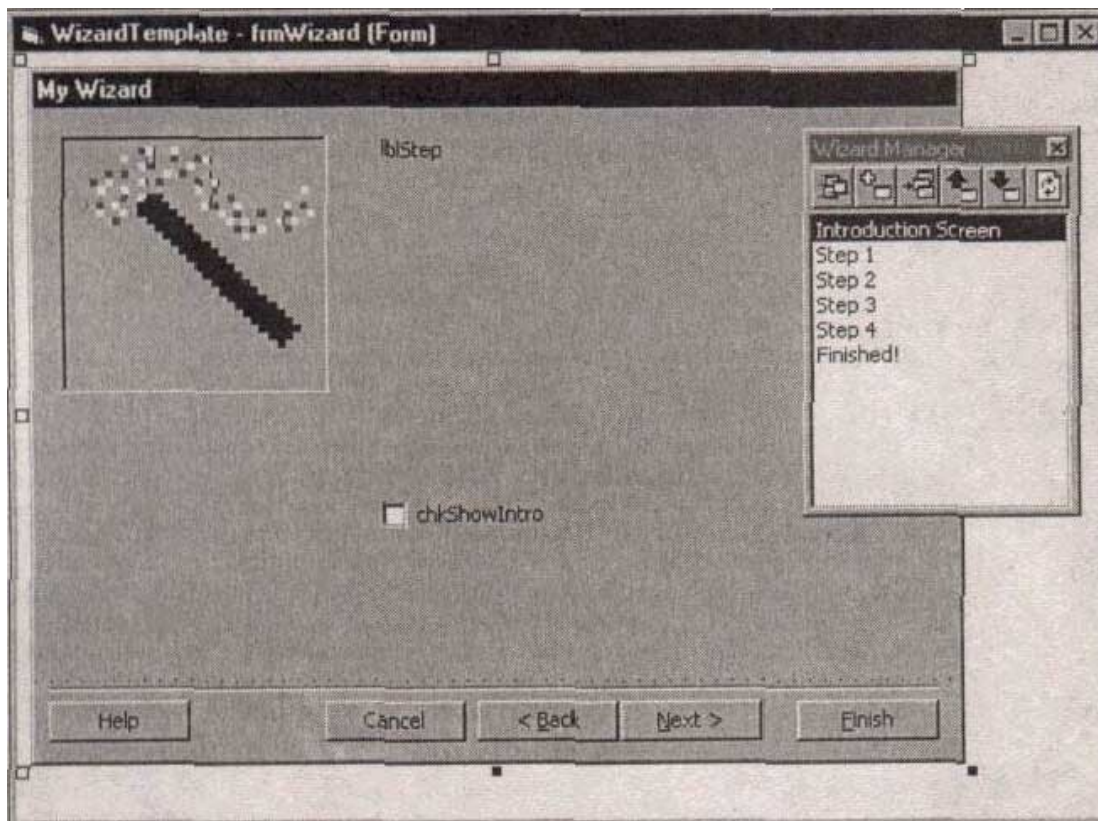 WizardTemplate - frmWizard (Form)
My Wizard
lblStep
Wizard Manager
Introduction Screen
Step 1
Step 2
Step 3
Step 4
Finished!
chkShowIntro
Help
Cancel
< Back
Next >
Finish